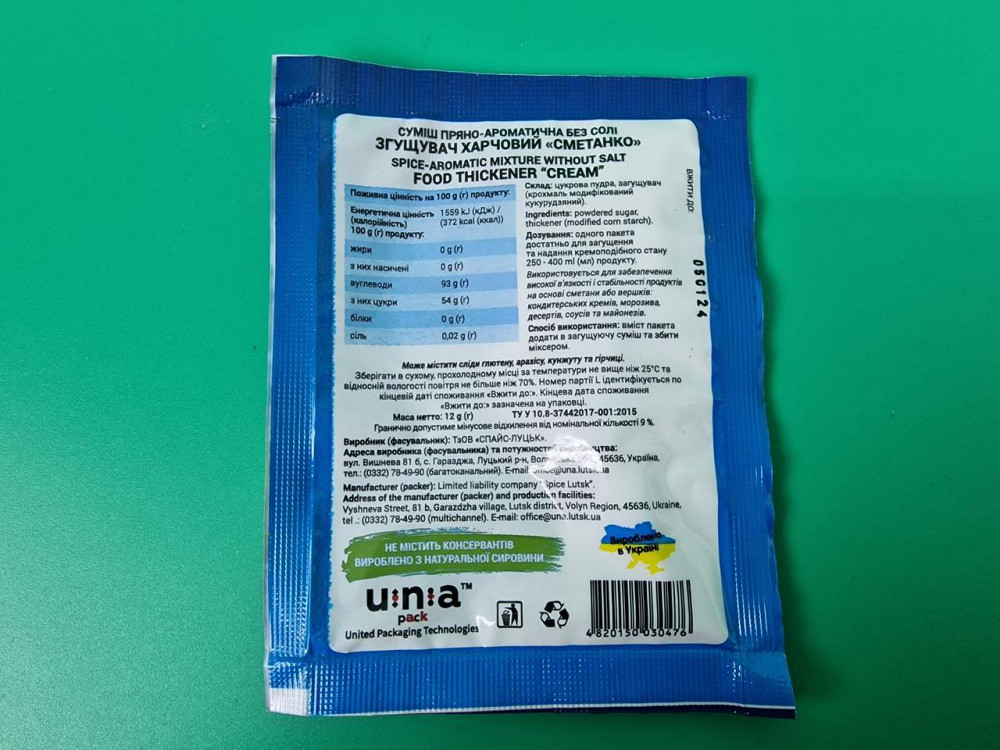 СУМІШ ПРЯНО-АРОМАТИЧНА БЕЗ СОЛІ
ЗГУЩУВАЧ ХАРЧОВИЙ «СМЕТАНКО»
SPICE-AROMATIC MIXTURE WITHOUT SALT
FOOD THICKENER "CREAM"
Поживна цінність на 100 g (г) продукту:
Енергетична цінність (калорійність) 100 g (г) продукту: 1559 kJ (кДж) / (372 kcal (ккал))
жири 0 g (г)
з них насичені 0 g (г)
вуглеводи 93 g (г)
з них цукри 54 g (г)
білки 0 g (г)
сіль 0,02 g (г)
Склад: цукрова пудра, загущувач
(крохмаль модифікований
кукурудзяний).
Ingredients: powdered sugar,
thickener (modified corn starch).
Дозування: одного пакета
достатньо для загущення
та надання кремоподібного стану
250 - 400 ml (мл) продукту.
Використовується для забезпечення
високої в'язкості і стабільності продуктів
на основі сметани або вершків:
кондитерських кремів, морозива,
десертів, соусів та майонезів.
Спосіб використання: вміст пакета
додати в загущуючу суміш та збити
міксером.
ВЖИТИ ДО:
050124
Може містити сліди глютену, арахісу, кунжуту та гірчиці.
Зберігати в сухому, прохолодному місці за температури не вище ніж 25°С та
відносній вологості повітря не більше ніж 70%. Номер партії L ідентифікується по
кінцевій даті споживання «Вжити до:». Кінцева дата споживання
«Вжити до:» зазначена на упаковці.
Маса нетто: 12 g (г) ТУ У 10.8-37442017-001:2015
Гранично допустиме мінусове відхилення від номінальної кількості 9 %.
Виробник (фасувальник): ТзОВ «СПАЙС-ЛУЦЬК».
Адреса виробника (фасувальника) та потужностей виробництва:
вул. Вишнева 81 б, с. Гаразджа, Луцький р-н, 45636, Україна,
тел.: (0332) 78-49-90 (багатоканальний). E-mail: office@una.lutsk.ua
Manufacturer (packer): Limited liability company "Spice Lutsk".
Address of the manufacturer (packer) and production facilities:
Vyshneva Street, 81 b, Garazdzha village, Lutsk district, Volyn Region, 45636, Ukraine,
tel .: (0332) 78-49-90 (multichannel). E-mail: office@una.lutsk.ua
НЕ МІСТИТЬ КОНСЕРВАНТІВ
ВИРОБЛЕНО З НАТУРАЛЬНОЇ СИРОВИНИ
Вироблено
в Україні
u:n:a™
pack
United Packaging Technologies
4 820150 030476